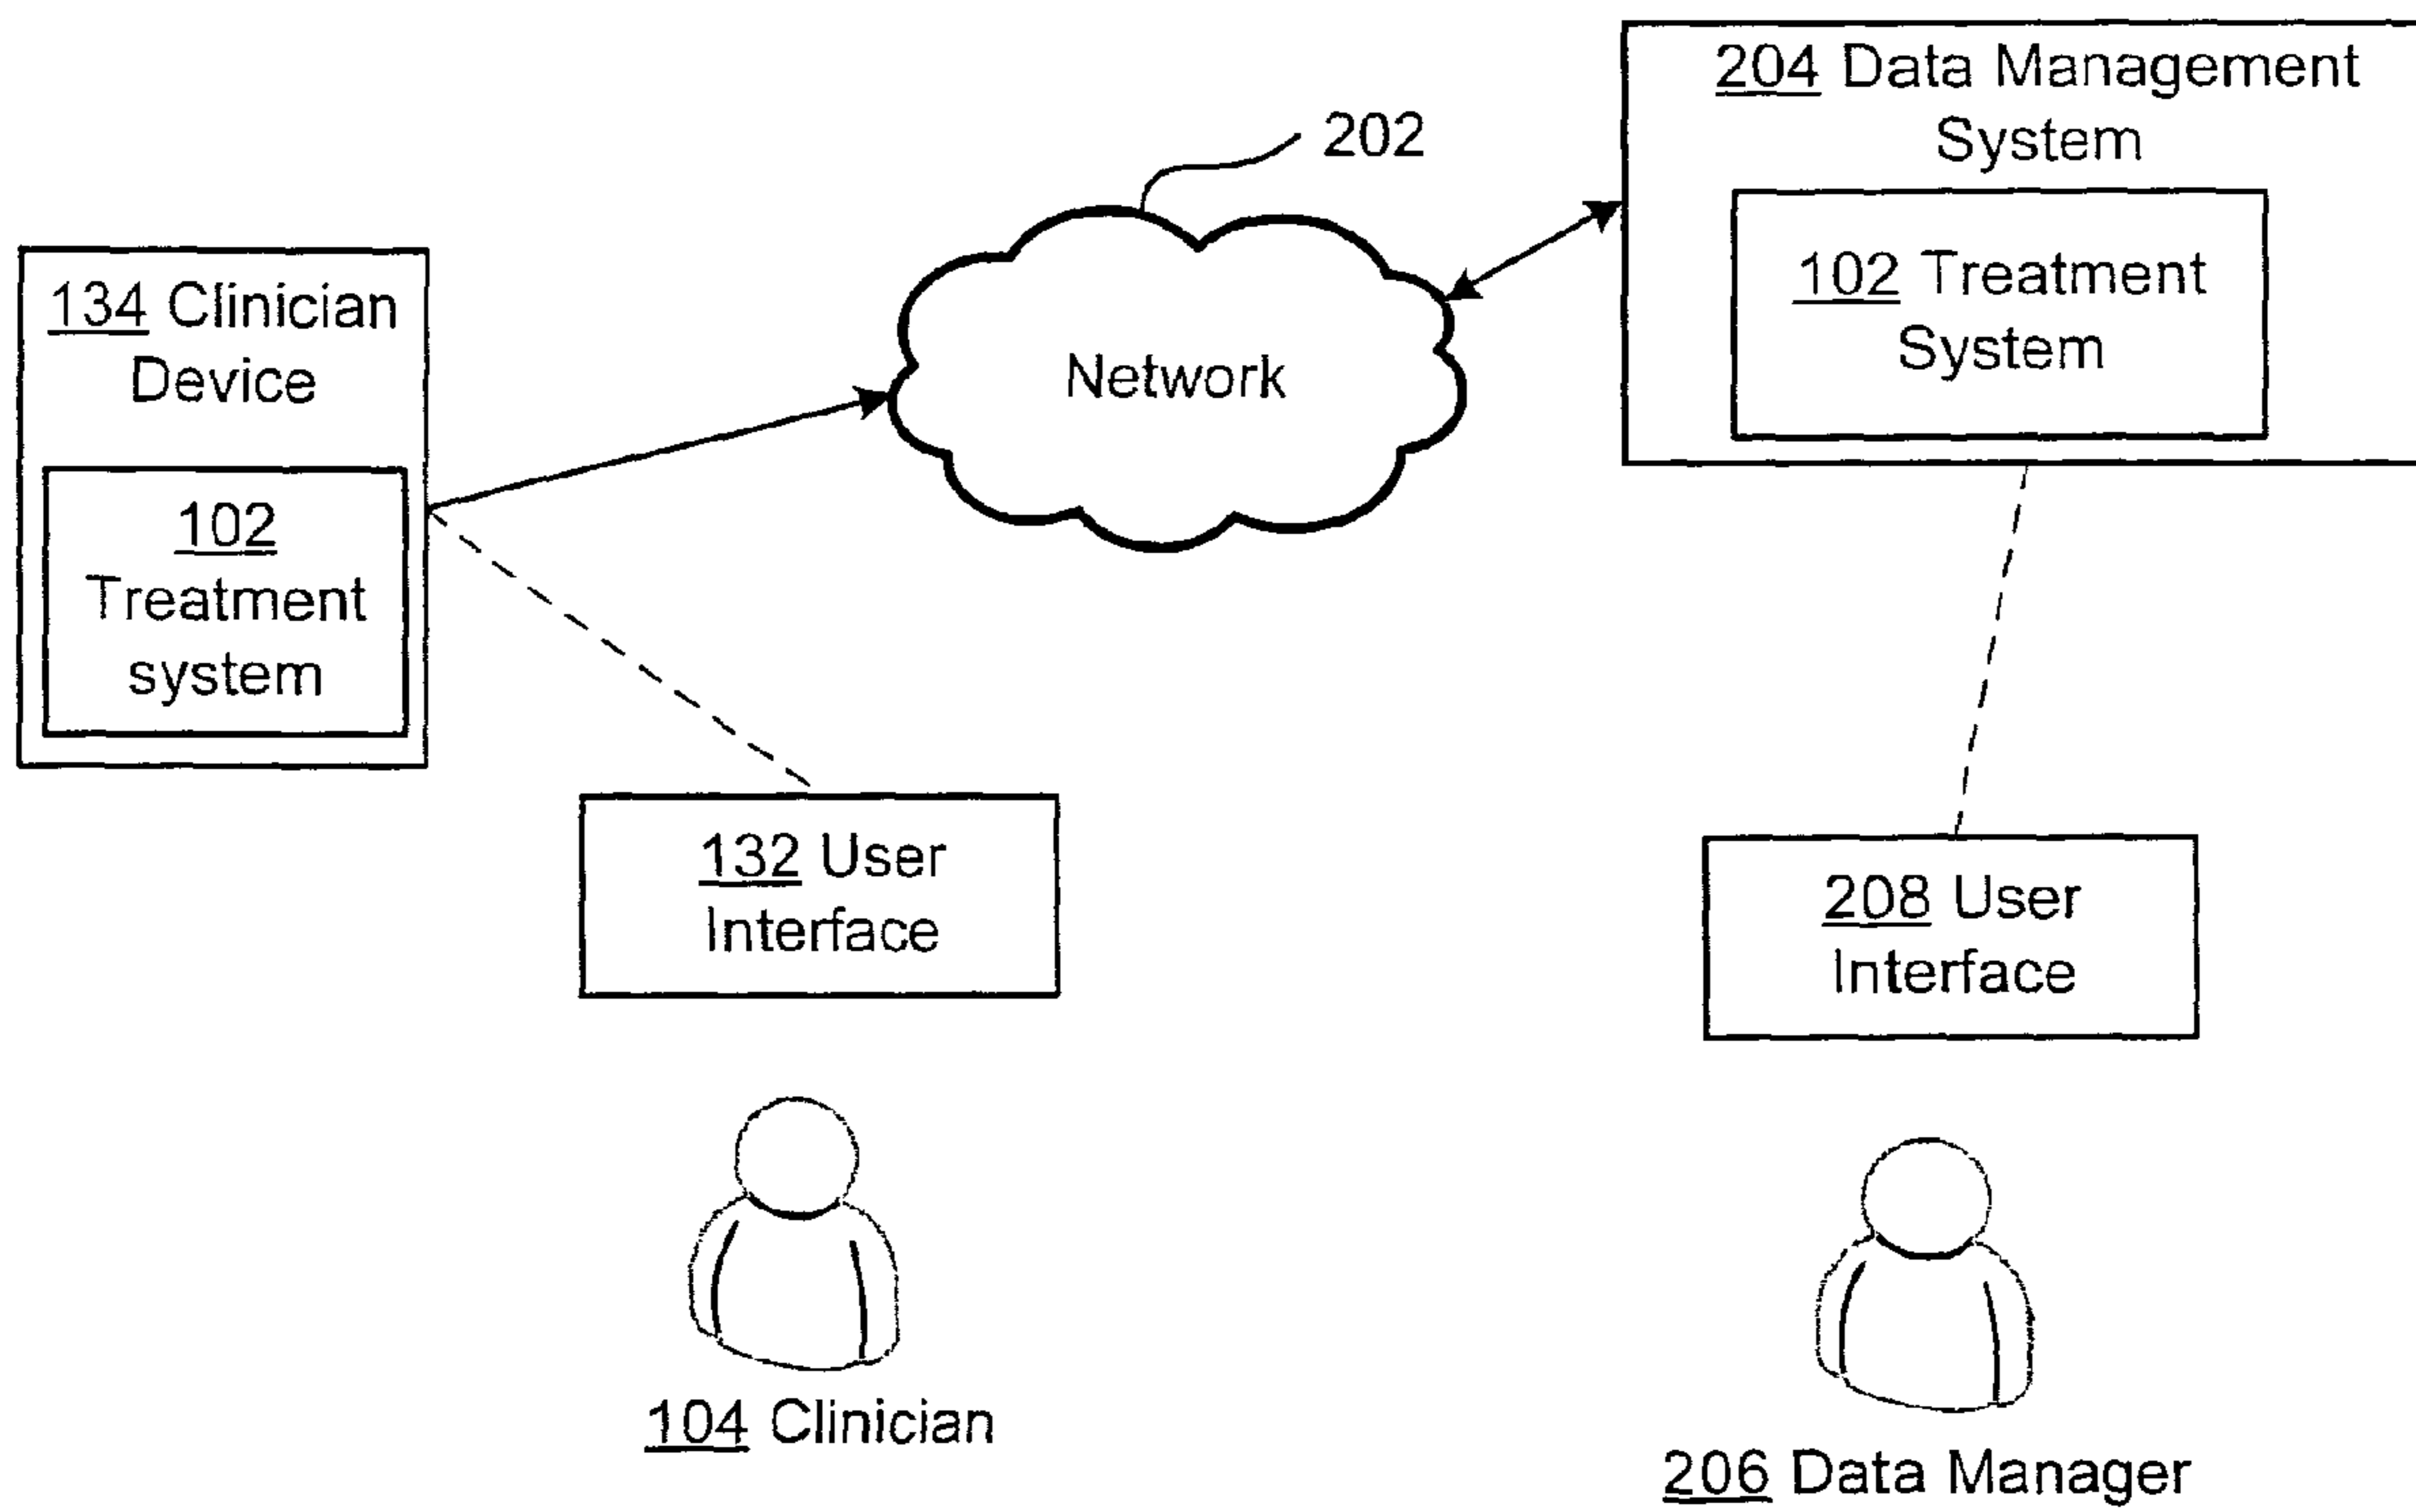 204 Data Management
System
202
102 Treatment
System
134 Clinician
Device
Network
102
Treatment
system
132 User
Interface
208 User
Interface
104 Clinician
206 Data Manager